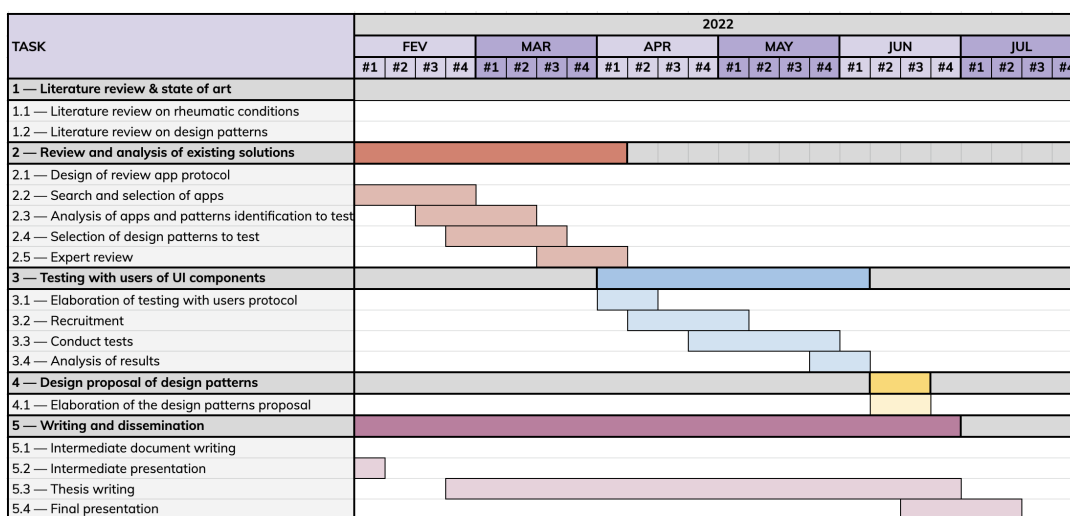 2022
TASK
FEV MAR APR MAY JUN JUL
#1 #2 #3 #4 #1 #2 #3 #4 #1 #2 #3 #4 #1 #2 #3 #4 #1 #2 #3 #4 #1 #2 #3 #4
1 — Literature review & state of art
1.1 — Literature review on rheumatic conditions
1.2 — Literature review on design patterns
2 — Review and analysis of existing solutions
2.1 — Design of review app protocol
2.2 — Search and selection of apps
2.3 — Analysis of apps and patterns identification to test
2.4 — Selection of design patterns to test
2.5 — Expert review
3 — Testing with users of UI components
3.1 — Elaboration of testing with users protocol
3.2 — Recruitment
3.3 — Conduct tests
3.4 — Analysis of results
4 — Design proposal of design patterns
4.1 — Elaboration of the design patterns proposal
5 — Writing and dissemination
5.1 — Intermediate document writing
5.2 — Intermediate presentation
5.3 — Thesis writing
5.4 — Final presentation